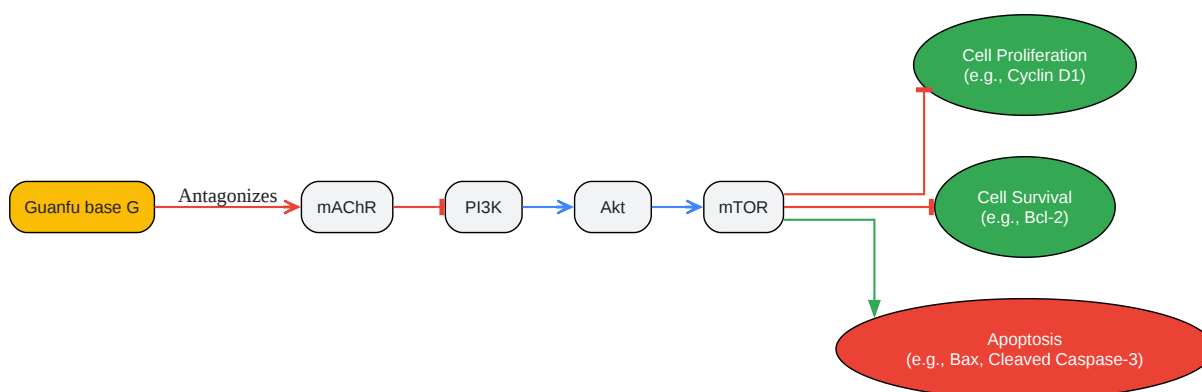 Cell Proliferation
(e.g., Cyclin D1)
Guanfu base G
Antagonizes
mAChR
PI3K
Akt
mTOR
Cell Survival
(e.g., Bcl-2)
Apoptosis
(e.g., Bax, Cleaved Caspase-3)